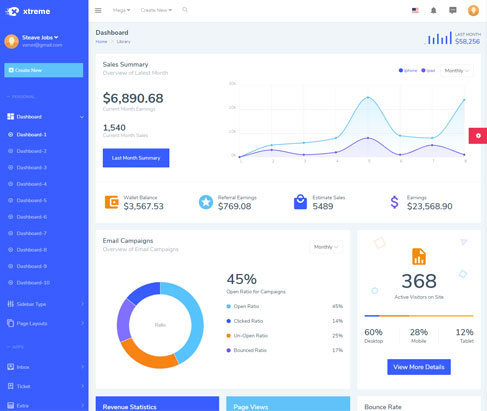 xtreme
Mega
Create New
Steave Jobs
varun@gmail.com
Create New
PERSONAL
Dashboard
Dashboard-1
Dashboard-2
Dashboard-3
Dashboard-4
Dashboard-5
Dashboard-6
Dashboard-7
Dashboard-8
Dashboard-9
Dashboard-10
Sidebar Type
Page Layouts
APPS
Inbox
Ticket
Extra
Dashboard
Home > Library
LAST MONTH
$58,256
Sales Summary
Overview of Latest Month
Iphone
Ipad
Monthly
$6,890.68
Current Month Earnings
1,540
Current Month Sales
Last Month Summary
1 2 3 4 5 6 7 8
Wallet Balance
$3,567.53
Referral Earnings
$769.08
Estimate Sales
5489
Earnings
$23,568.90
Email Campaigns
Overview of Email Campaigns
Monthly
Ratio
45%
Open Ratio for Campaigns
Open Ratio 45%
Clicked Ratio 14%
Un-Open Ratio 25%
Bounced Ratio 17%
368
Active Visitors on Site
60%
Desktop
28%
Mobile
12%
Tablet
View More Details
Revenue Statistics
Page Views
Bounce Rate